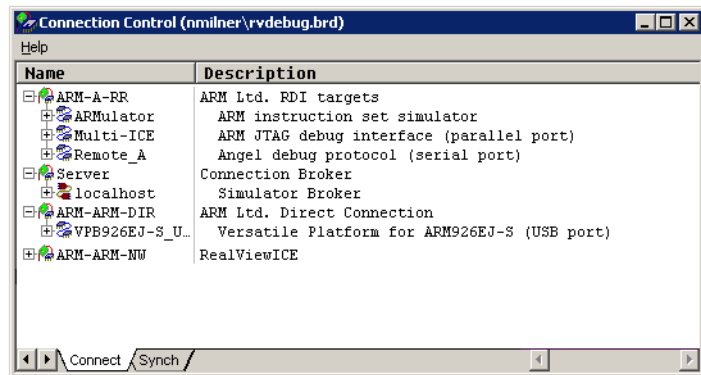 Connection Control (nmilner\rvdebug.brd)
Help
Name Description
ARM-A-RR ARM Ltd. RDI targets
ARMulator ARM instruction set simulator
Multi-ICE ARM JTAG debug interface (parallel port)
Remote_A Angel debug protocol (serial port)
Server Connection Broker
localhost Simulator Broker
ARM-ARM-DIR ARM Ltd. Direct Connection
VPB926EJ-S_U… Versatile Platform for ARM926EJ-S (USB port)
ARM-ARM-NW RealViewICE
Connect Synch